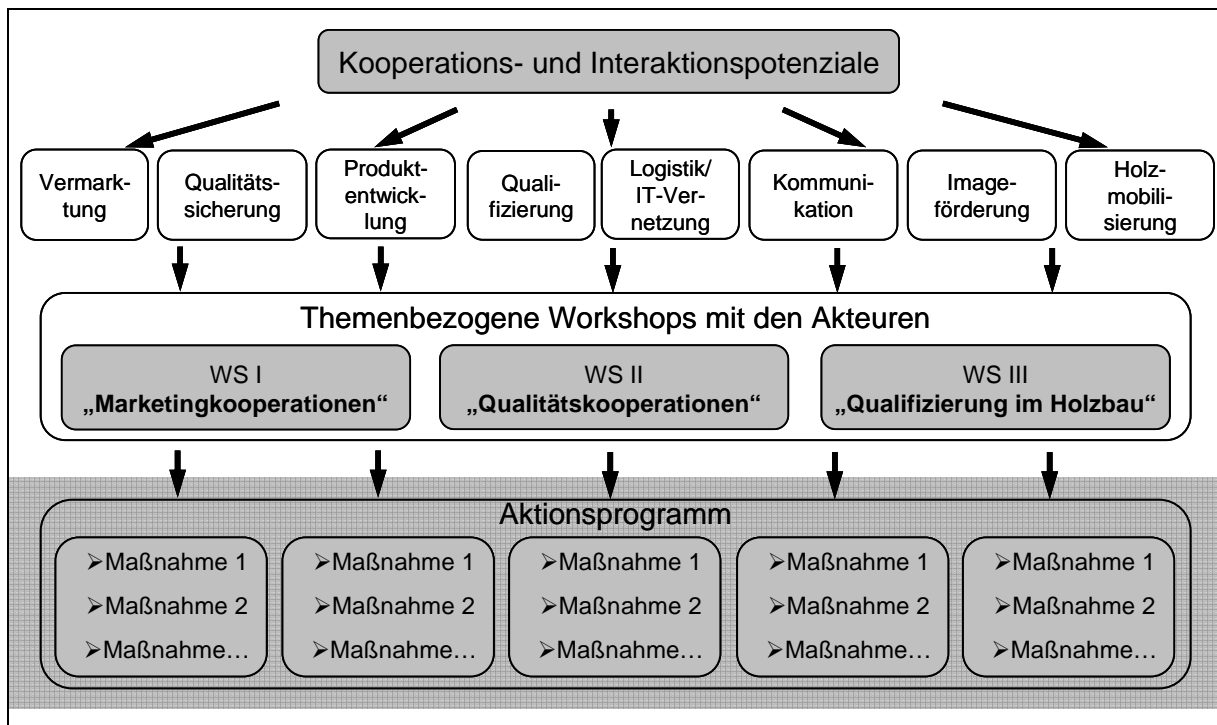 Kooperations- und Interaktionspotenziale
Vermark-
tung
Qualitäts-
sicherung
Produkt-
entwick-
lung
Quali-
fizierung
Logistik/
IT-Ver-
netzung
Kommuni-
kation
Image-
förderung
Holz-
mobili-
sierung
Themenbezogene Workshops mit den Akteuren
WS I
„Marketingkooperationen“
WS II
„Qualitätskooperationen“
WS III
„Qualifizierung im Holzbau“
Aktionsprogramm
➢Maßnahme 1
➢Maßnahme 2
➢Maßnahme…
➢Maßnahme 1
➢Maßnahme 2
➢Maßnahme…
➢Maßnahme 1
➢Maßnahme 2
➢Maßnahme…
➢Maßnahme 1
➢Maßnahme 2
➢Maßnahme…
➢Maßnahme 1
➢Maßnahme 2
➢Maßnahme…